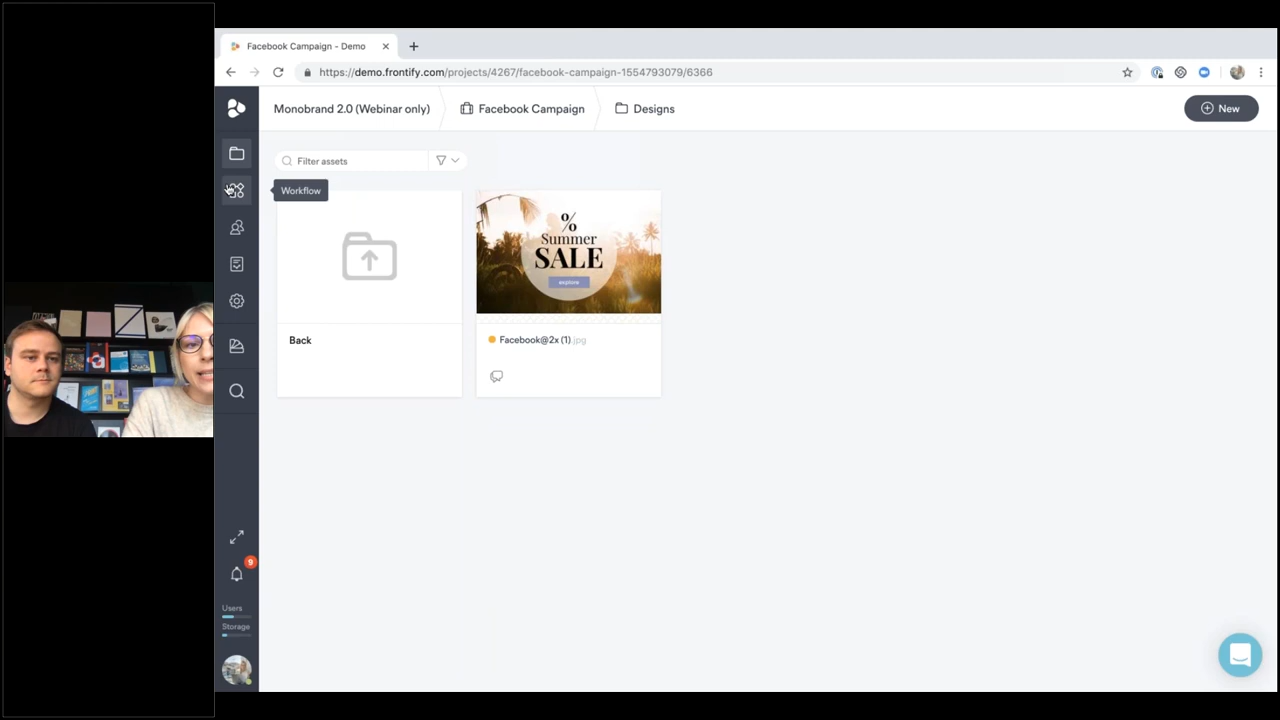 Facebook Campaign - Demo
https://demo.frontify.com/projects/4267/facebook-campaign-1554793079/6366
Monobrand 2.0 (Webinar only)
Facebook Campaign
Designs
New
Filter assets
Workflow
%
Summer
SALE
explore
Back
Facebook@2x (1).jpg
9
Users
Storage